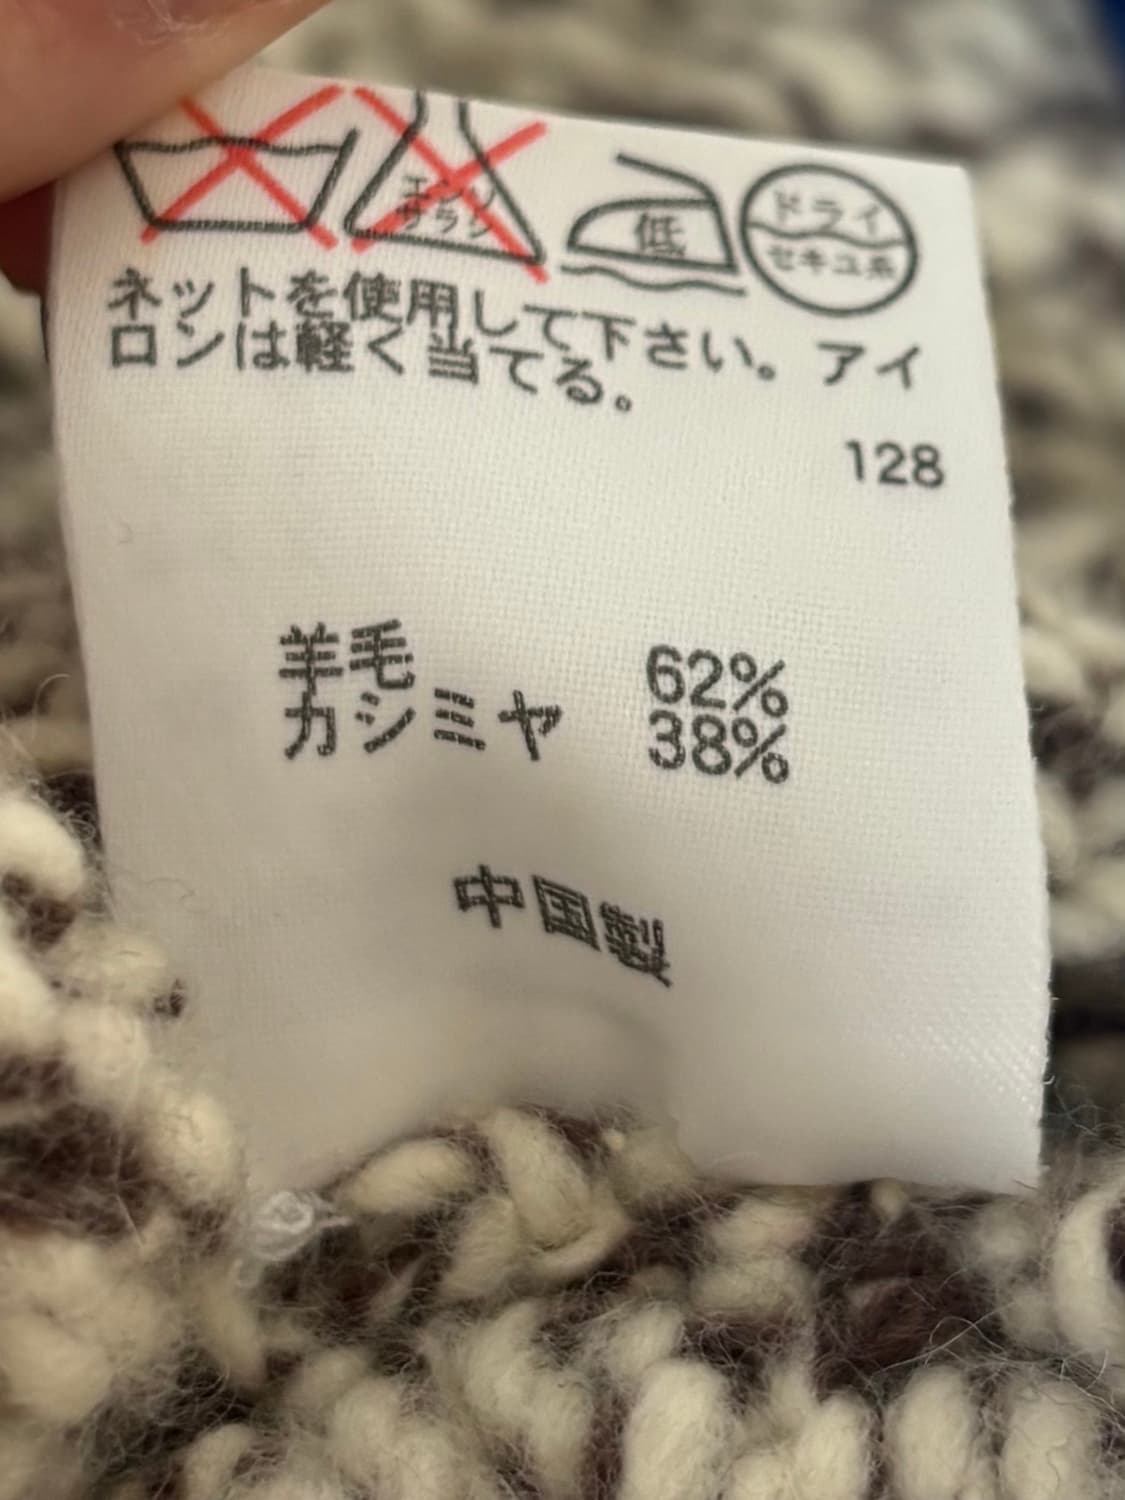 エンソ
サラシ
低
ドライ
セキユ系
ネットを使用して下さい。アイ
ロンは軽く当てる。
128
羊毛 62%
カシミヤ 38%
中国製